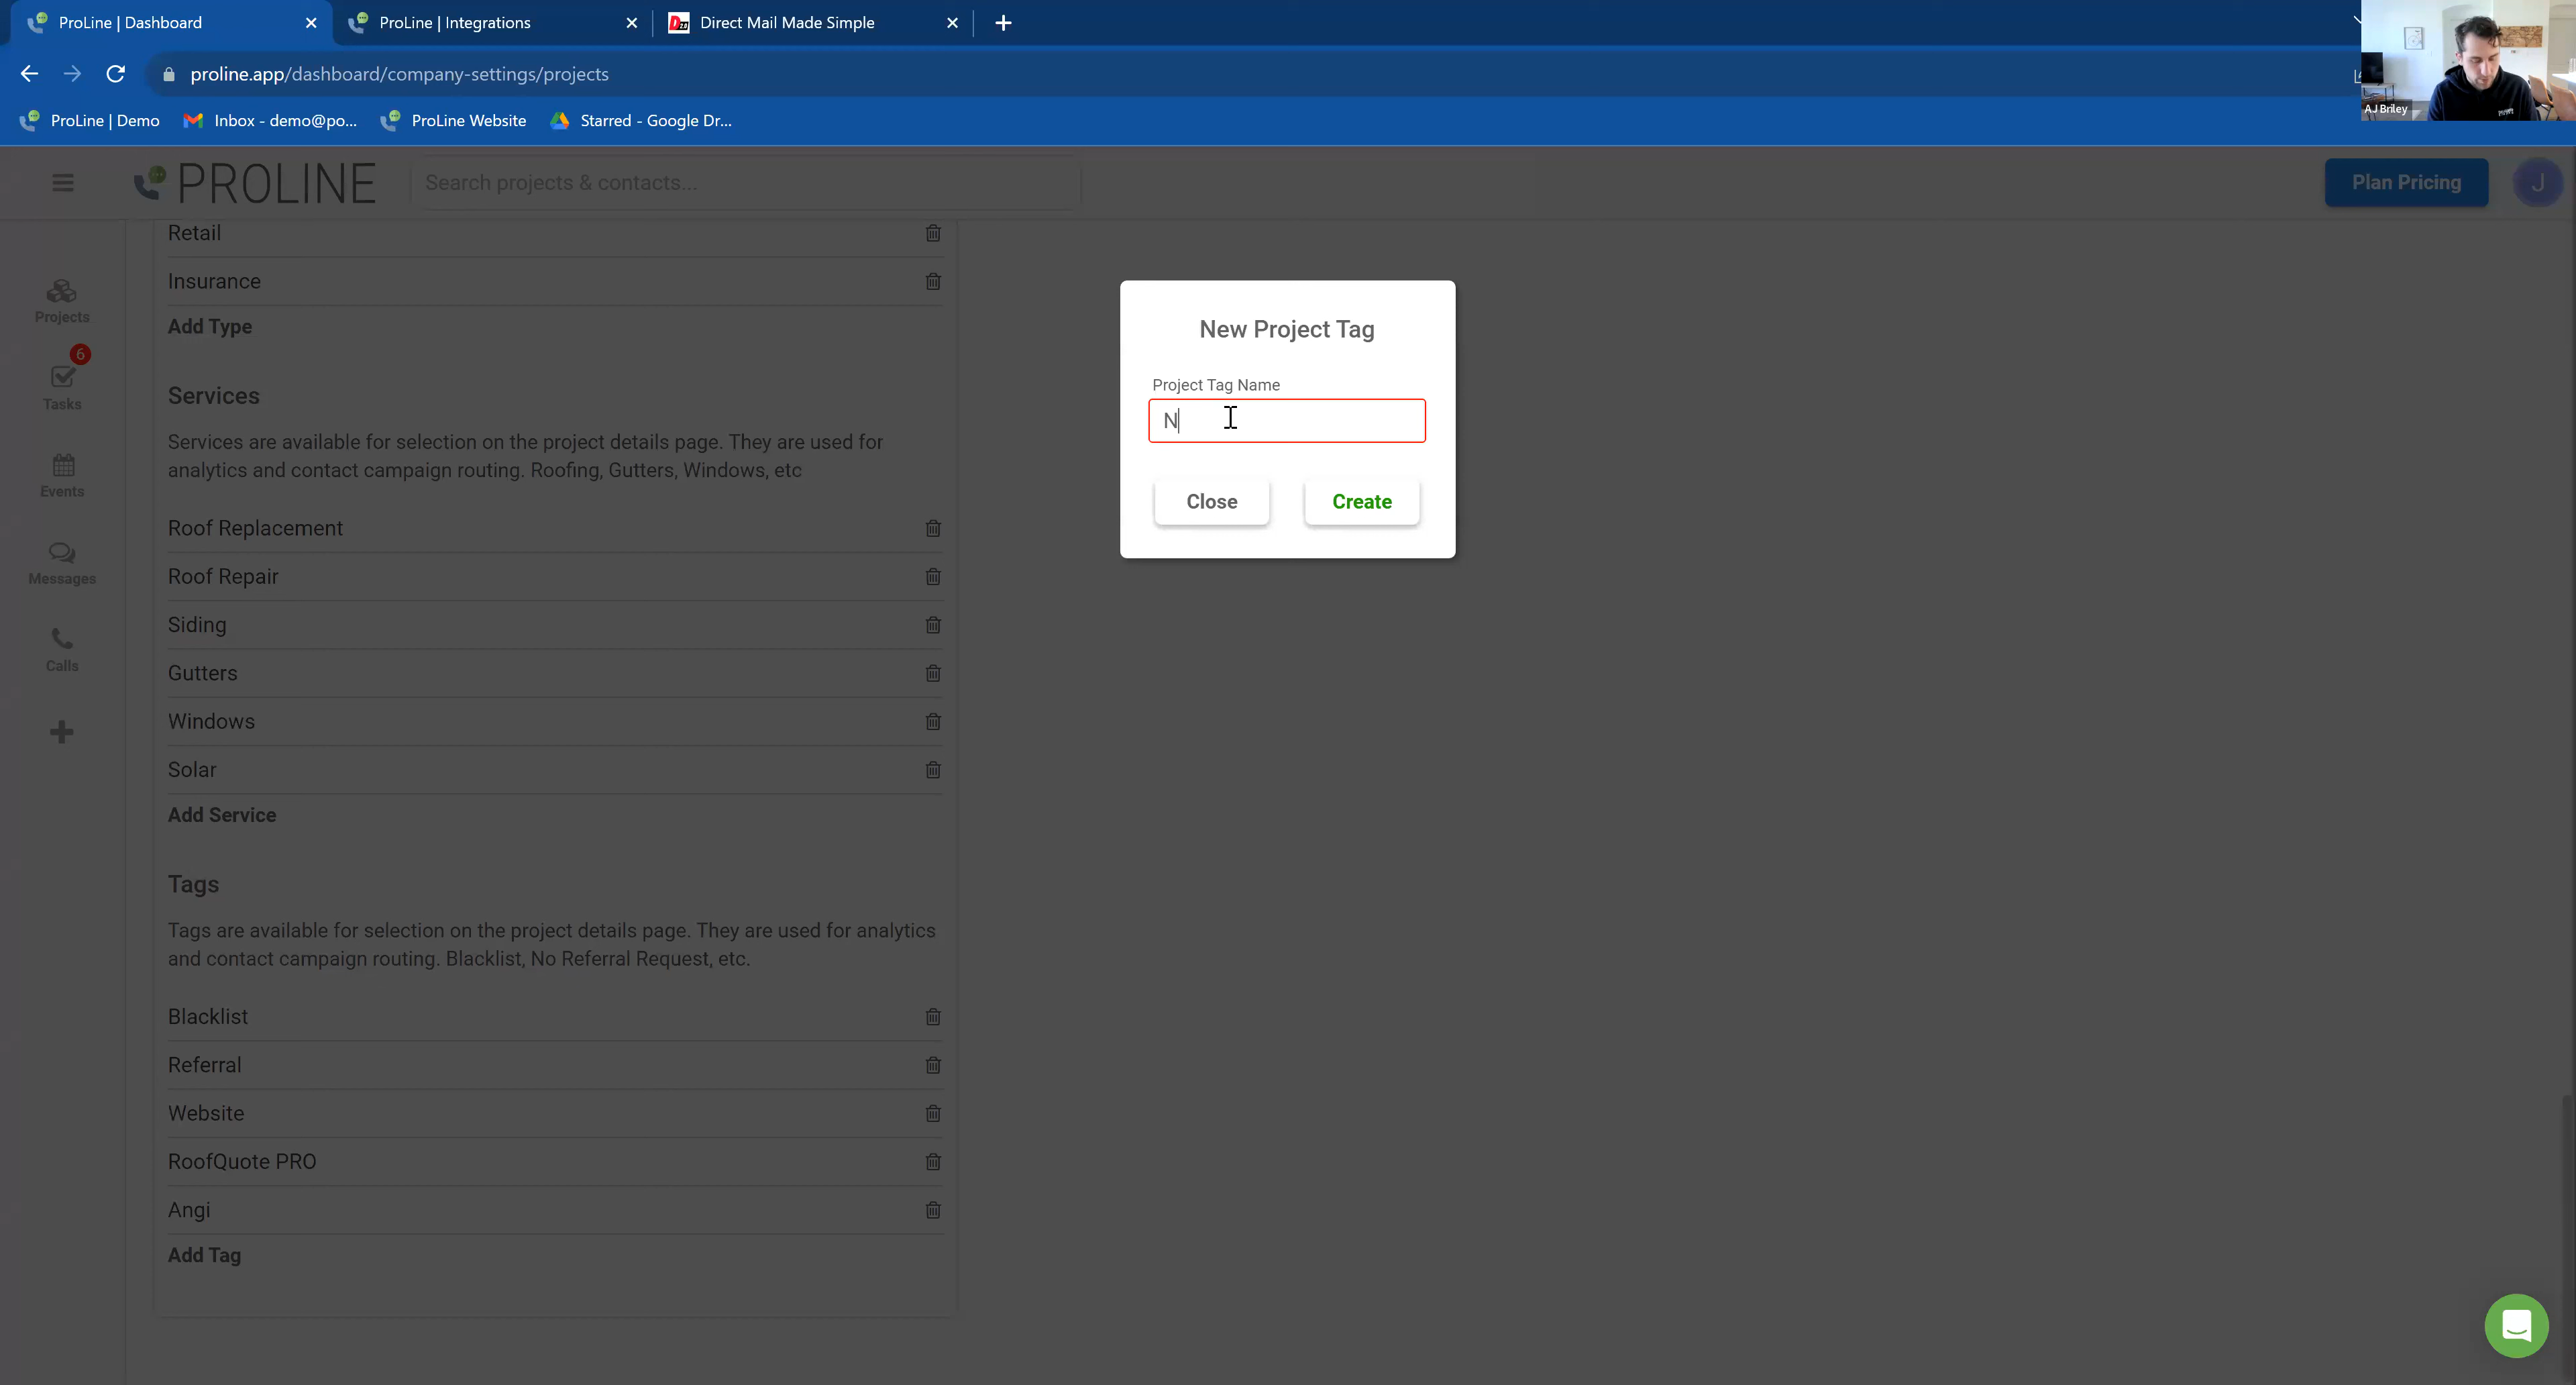 ProLine | Dashboard
ProLine | Integrations
Direct Mail Made Simple
proline.app/dashboard/company-settings/projects
ProLine | Demo
Inbox - demo@po...
ProLine Website
Starred - Google Dr...
AJ Briley
PROLINE
Search projects & contacts...
Plan Pricing
J
Projects
6
Tasks
Events
Messages
Calls
Retail
Insurance
Add Type
Services
Services are available for selection on the project details page. They are used for
analytics and contact campaign routing. Roofing, Gutters, Windows, etc
Roof Replacement
Roof Repair
Siding
Gutters
Windows
Solar
Add Service
Tags
Tags are available for selection on the project details page. They are used for analytics
and contact campaign routing. Blacklist, No Referral Request, etc.
Blacklist
Referral
Website
RoofQuote PRO
Angi
Add Tag
New Project Tag
Project Tag Name
N
Close
Create